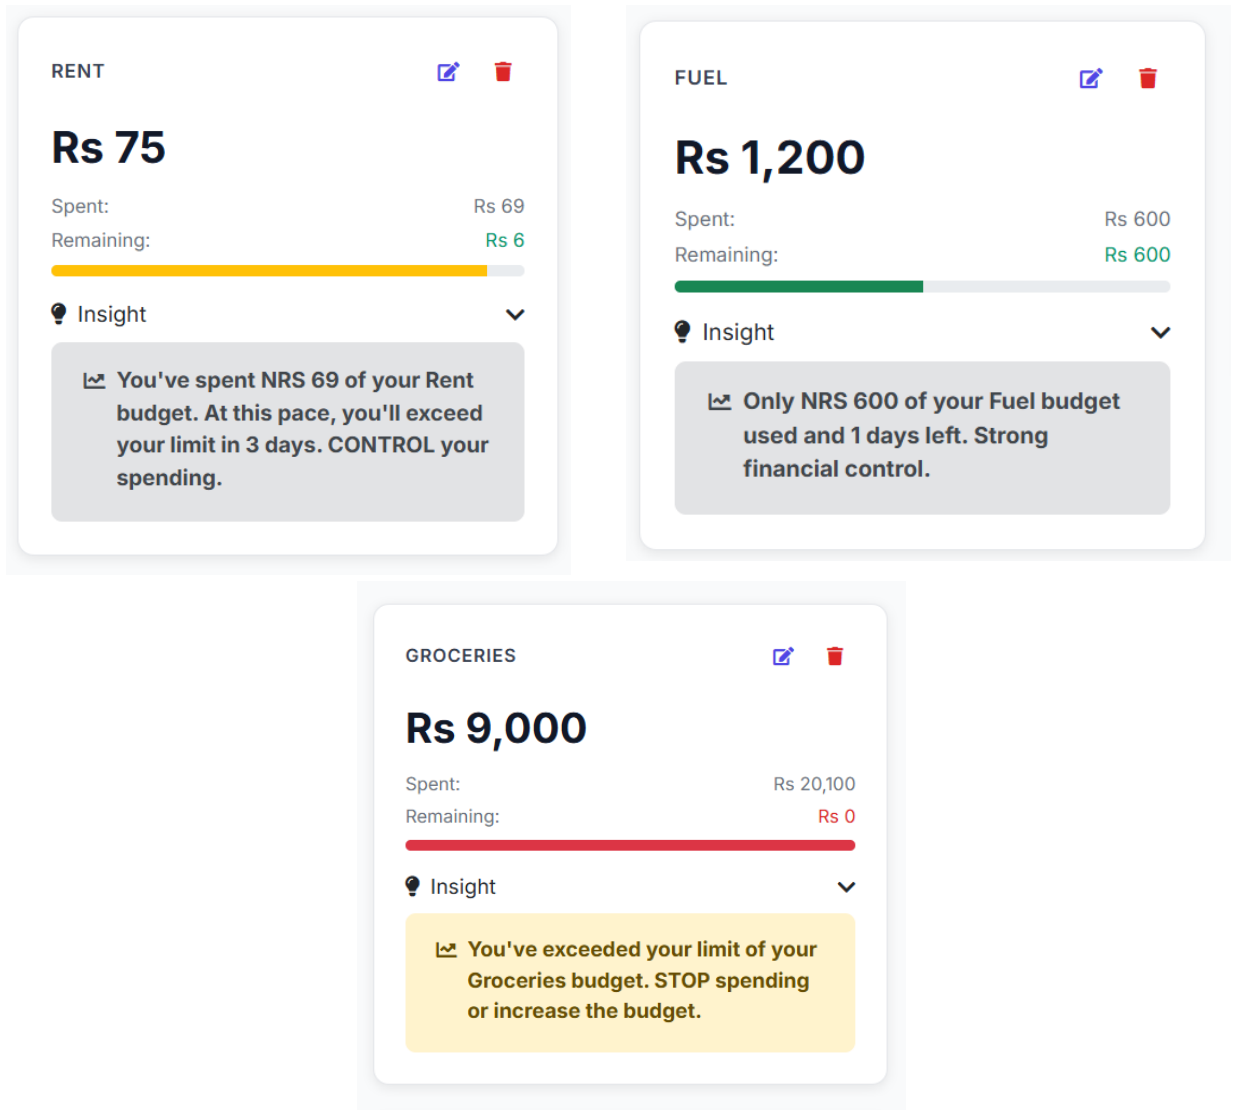 RENT
Rs 75
Spent: Rs 69
Remaining: Rs 6
Insight
You've spent NRS 69 of your Rent
budget. At this pace, you'll exceed
your limit in 3 days. CONTROL your
spending.
FUEL
Rs 1,200
Spent: Rs 600
Remaining: Rs 600
Insight
Only NRS 600 of your Fuel budget
used and 1 days left. Strong
financial control.
GROCERIES
Rs 9,000
Spent: Rs 20,100
Remaining: Rs 0
Insight
You've exceeded your limit of your
Groceries budget. STOP spending
or increase the budget.